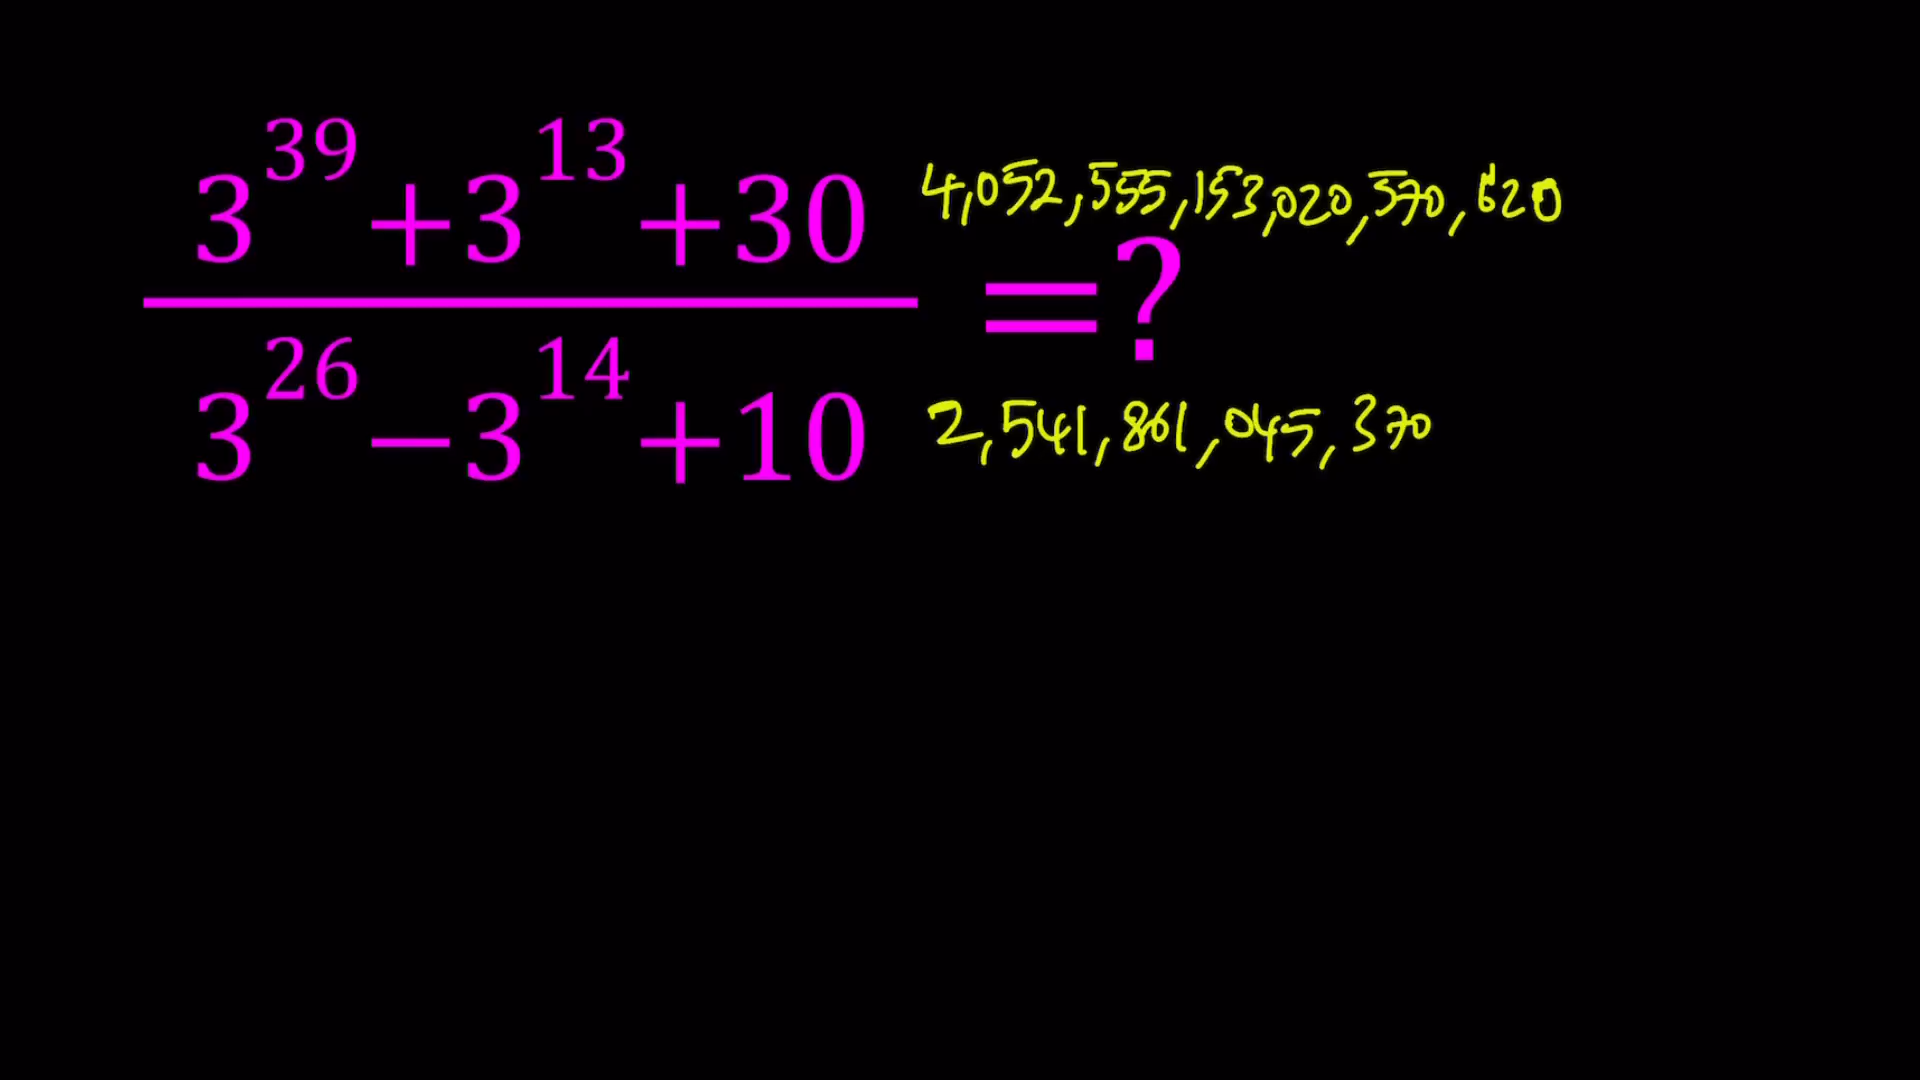 3^39 + 3^13 + 30 4,052,555,153,020,570,620
= ?
3^26 − 3^14 + 10 2,541,861,045,370